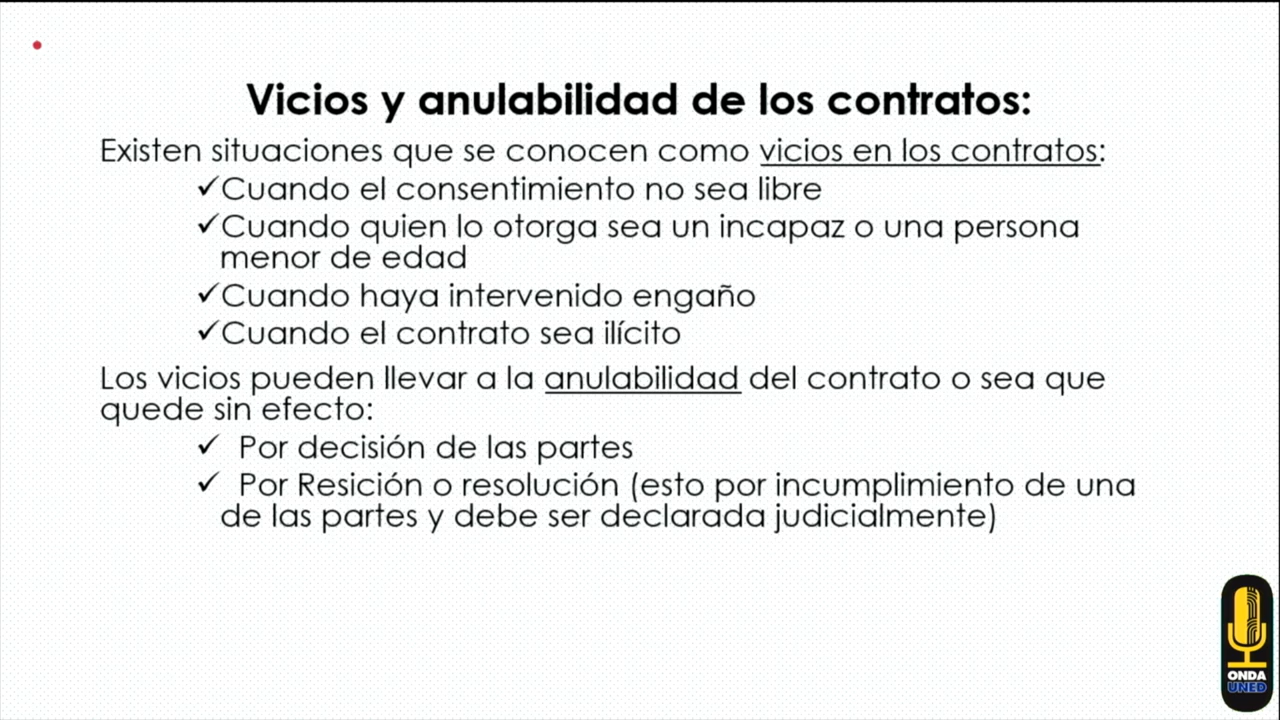 Vicios y anulabilidad de los contratos:
Existen situaciones que se conocen como vicios en los contratos:
✓Cuando el consentimiento no sea libre
✓Cuando quien lo otorga sea un incapaz o una persona
menor de edad
✓Cuando haya intervenido engaño
✓Cuando el contrato sea ilícito
Los vicios pueden llevar a la anulabilidad del contrato o sea que
quede sin efecto:
✓ Por decisión de las partes
✓ Por Resición o resolución (esto por incumplimiento de una
de las partes y debe ser declarada judicialmente)
ONDA
UNED